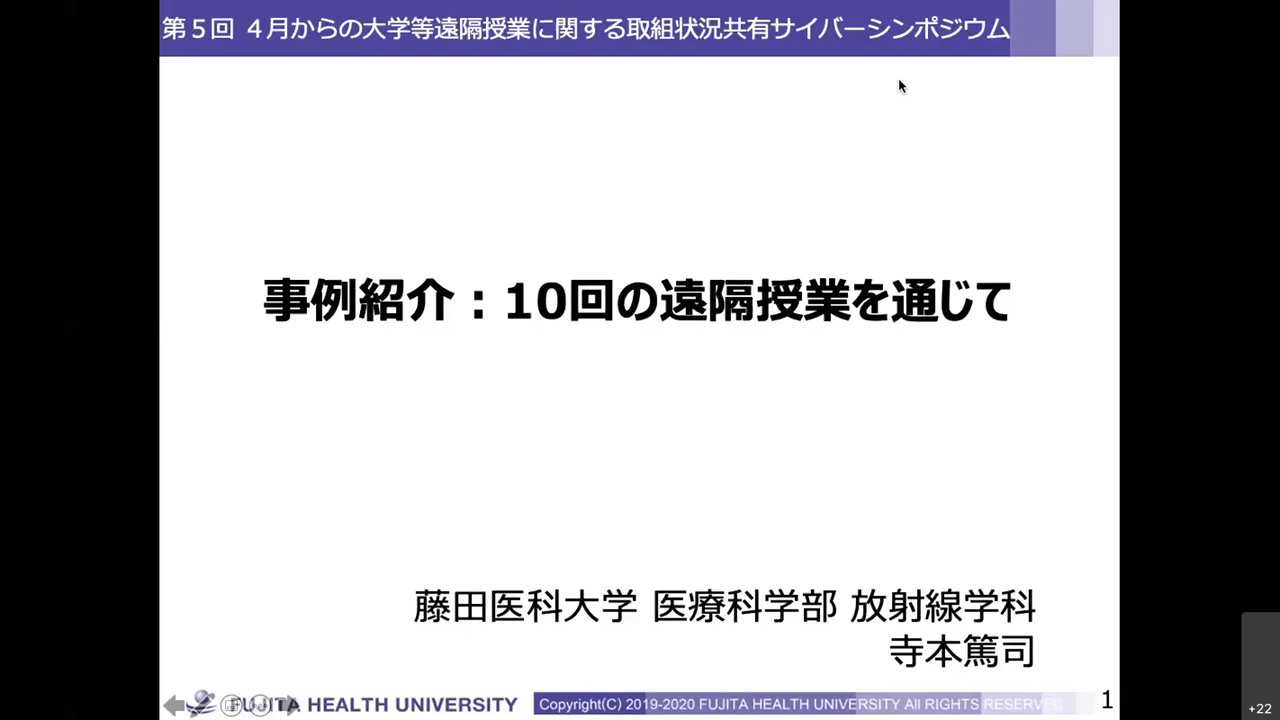 第５回 ４月からの大学等遠隔授業に関する取組状況共有サイバーシンポジウム
事例紹介：10回の遠隔授業を通じて
藤田医科大学 医療科学部 放射線学科
寺本篤司
FUJITA HEALTH UNIVERSITY
Copyright(C) 2019-2020 FUJITA HEALTH UNIVERSITY All RIGHTS RESERVED
1
+22